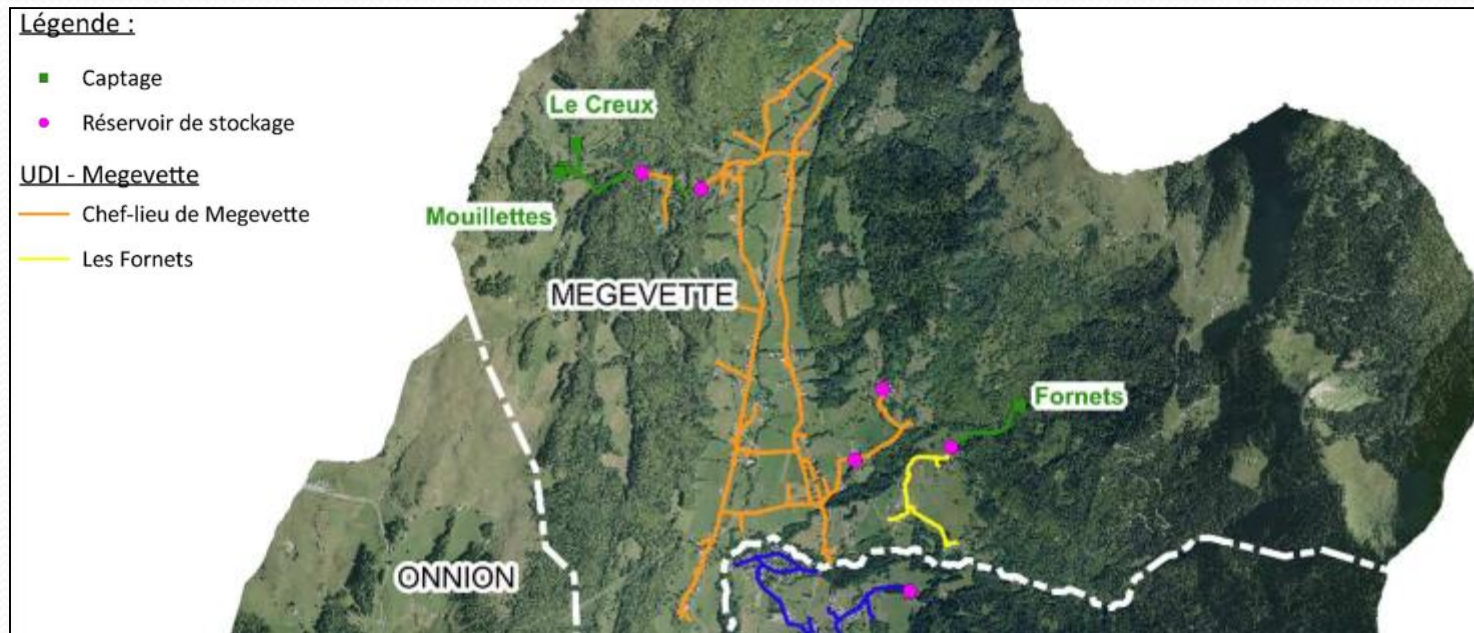 Légende :
Captage
Réservoir de stockage
UDI - Megevette
Chef-lieu de Megevette
Les Fornets
Le Creux
Mouillettes
MEGEVETTE
Fornets
ONNION